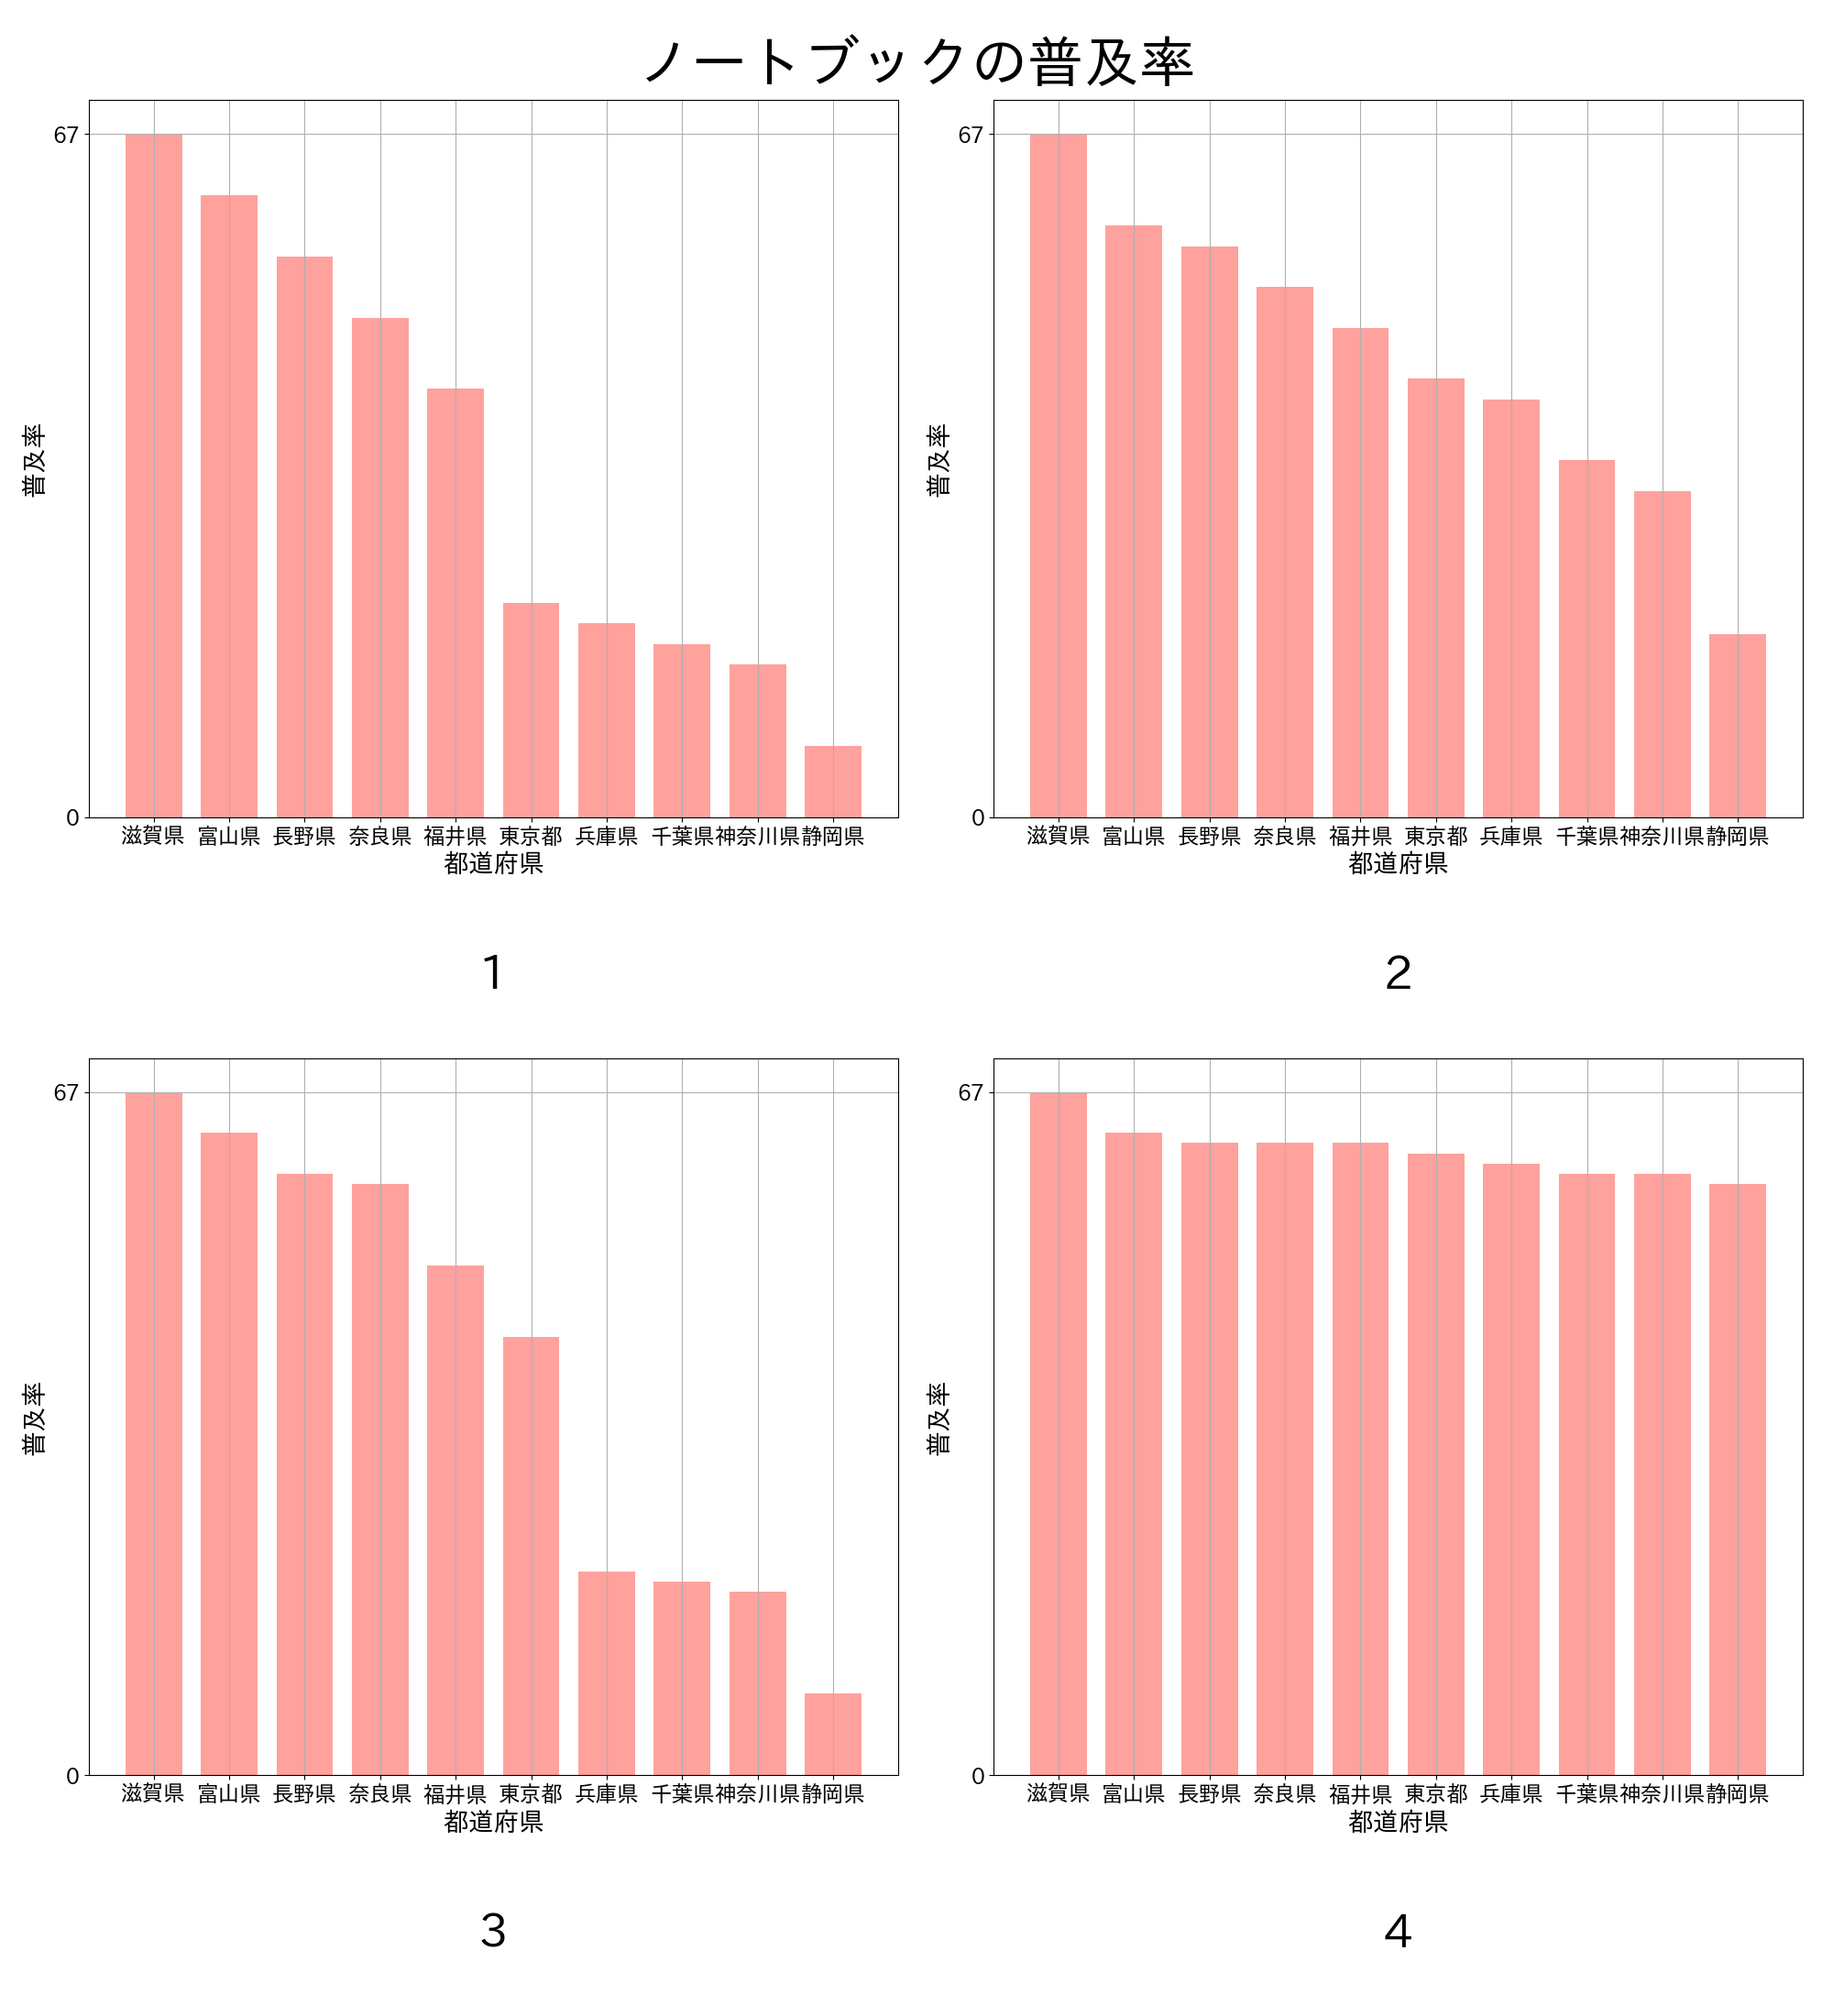 ノートブックの普及率
67
普及率
0
滋賀県 富山県 長野県 奈良県 福井県 東京都 兵庫県 千葉県 神奈川県 静岡県
都道府県
1
67
普及率
0
滋賀県 富山県 長野県 奈良県 福井県 東京都 兵庫県 千葉県 神奈川県 静岡県
都道府県
2
67
普及率
0
滋賀県 富山県 長野県 奈良県 福井県 東京都 兵庫県 千葉県 神奈川県 静岡県
都道府県
3
67
普及率
0
滋賀県 富山県 長野県 奈良県 福井県 東京都 兵庫県 千葉県 神奈川県 静岡県
都道府県
4